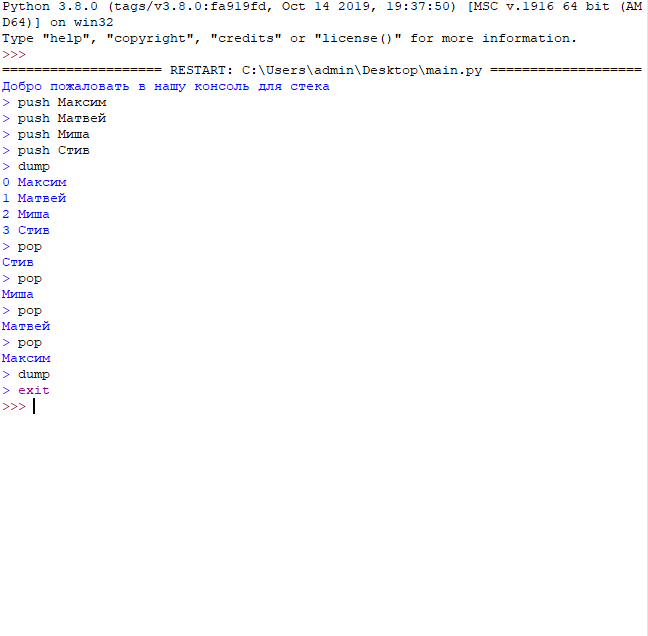 Python 3.8.0 (tags/v3.8.0:fa919fd, Oct 14 2019, 19:37:50) [MSC v.1916 64 bit (AM
D64)] on win32
Type "help", "copyright", "credits" or "license()" for more information.
>>>
==================== RESTART: C:\Users\admin\Desktop\main.py ===================
Добро пожаловать в нашу консоль для стека
> push Максим
> push Матвей
> push Миша
> push Стив
> dump
0 Максим
1 Матвей
2 Миша
3 Стив
> pop
Стив
> pop
Миша
> pop
Матвей
> pop
Максим
> dump
> exit
>>>